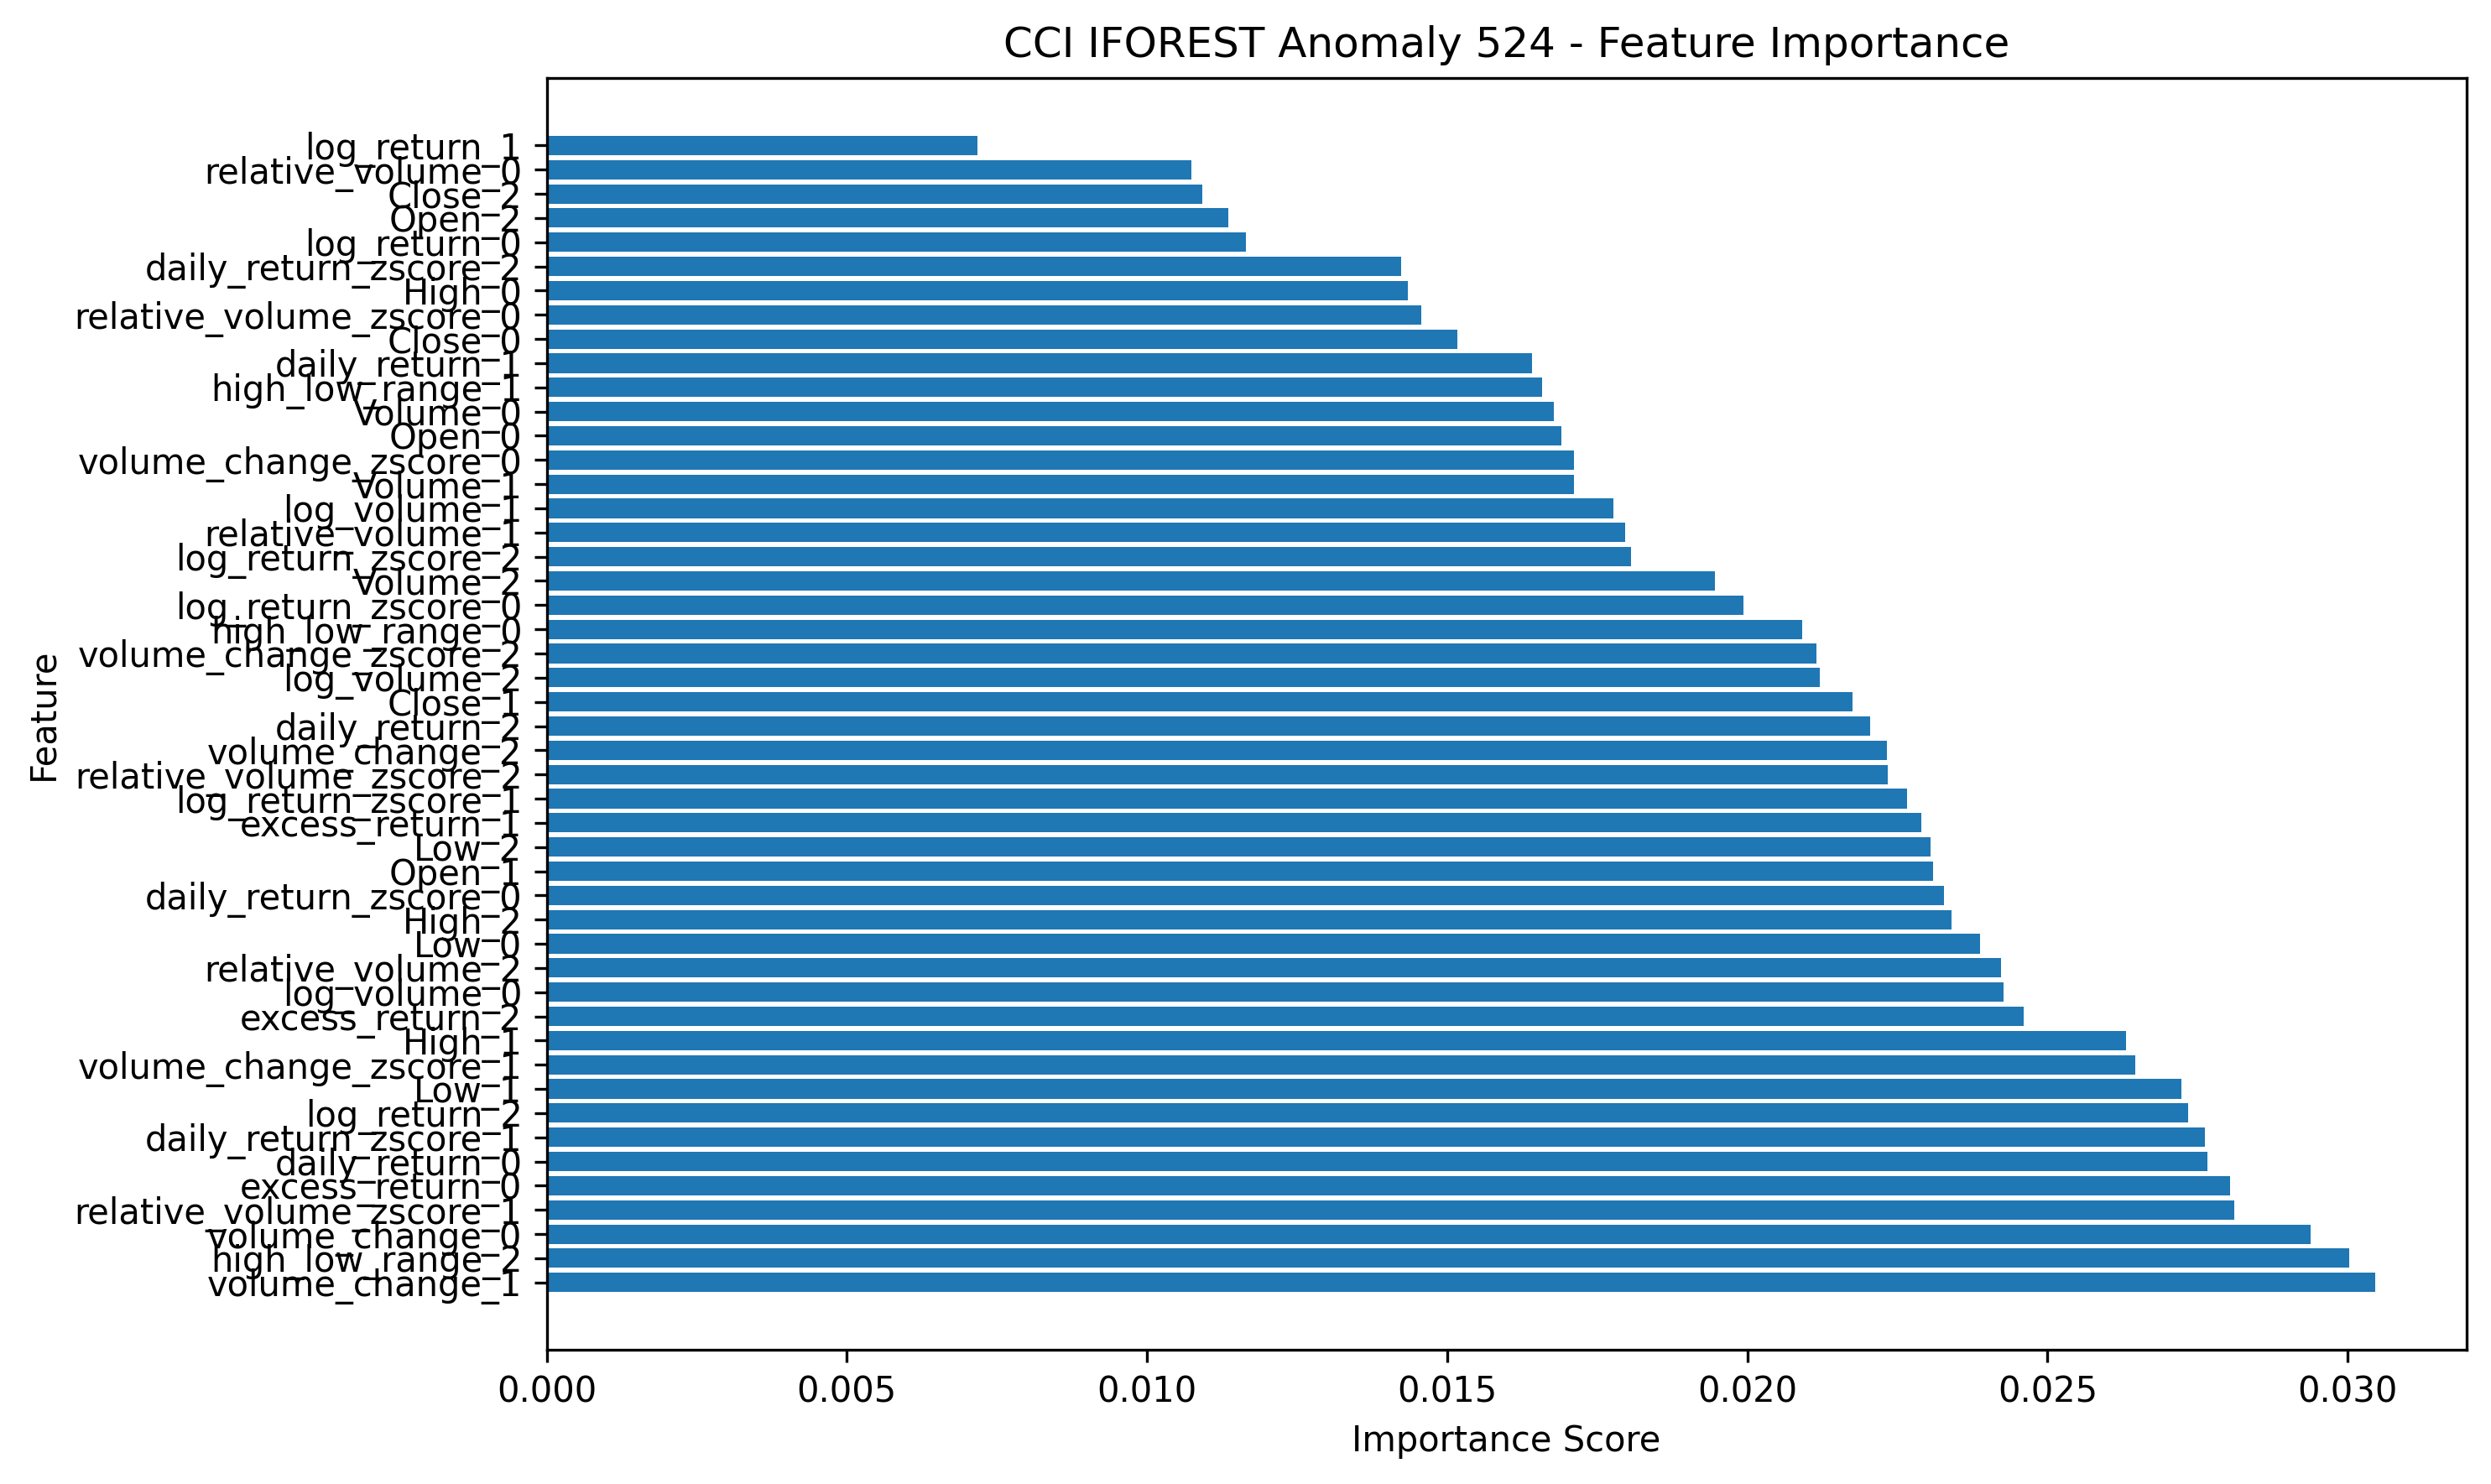 CCI IFOREST Anomaly 524 - Feature Importance
log_return_1
relative_volume_0
Close_2
Open_2
log_return_0
daily_return_zscore_2
High_0
relative_volume_zscore_0
Close_0
daily_return_1
high_low_range_1
Volume_0
Open_0
volume_change_zscore_0
Volume_1
log_volume_1
relative_volume_1
log_return_zscore_2
Volume_2
log_return_zscore_0
high_low_range_0
volume_change_zscore_2
log_volume_2
Close_1
daily_return_2
volume_change_2
relative_volume_zscore_2
log_return_zscore_1
excess_return_1
Low_2
Open_1
daily_return_zscore_0
High_2
Low_0
relative_volume_2
log_volume_0
excess_return_2
High_1
volume_change_zscore_1
Low_1
log_return_2
daily_return_zscore_1
daily_return_0
excess_return_0
relative_volume_zscore_1
volume_change_0
high_low_range_2
volume_change_1
Feature
0.000 0.005 0.010 0.015 0.020 0.025 0.030
Importance Score